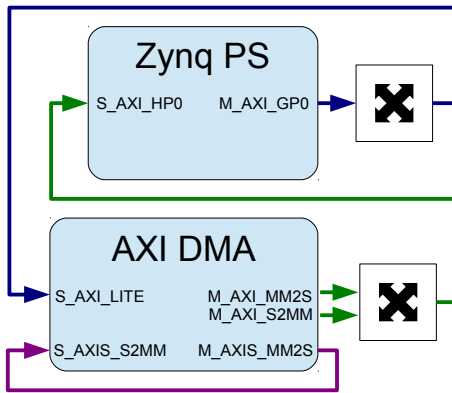 Zynq PS
S_AXI_HP0 M_AXI_GP0
AXI DMA
S_AXI_LITE M_AXI_MM2S
M_AXI_S2MM
S_AXIS_S2MM M_AXIS_MM2S